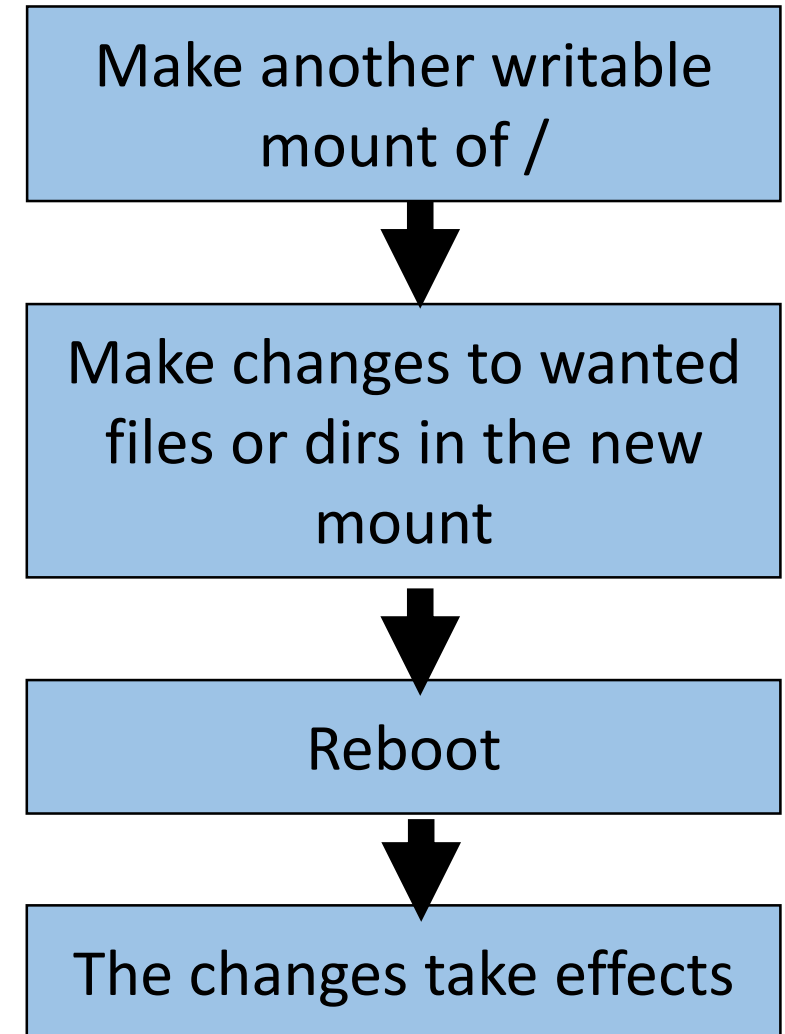 Make another writable
mount of /
Make changes to wanted
files or dirs in the new
mount
Reboot
The changes take effects